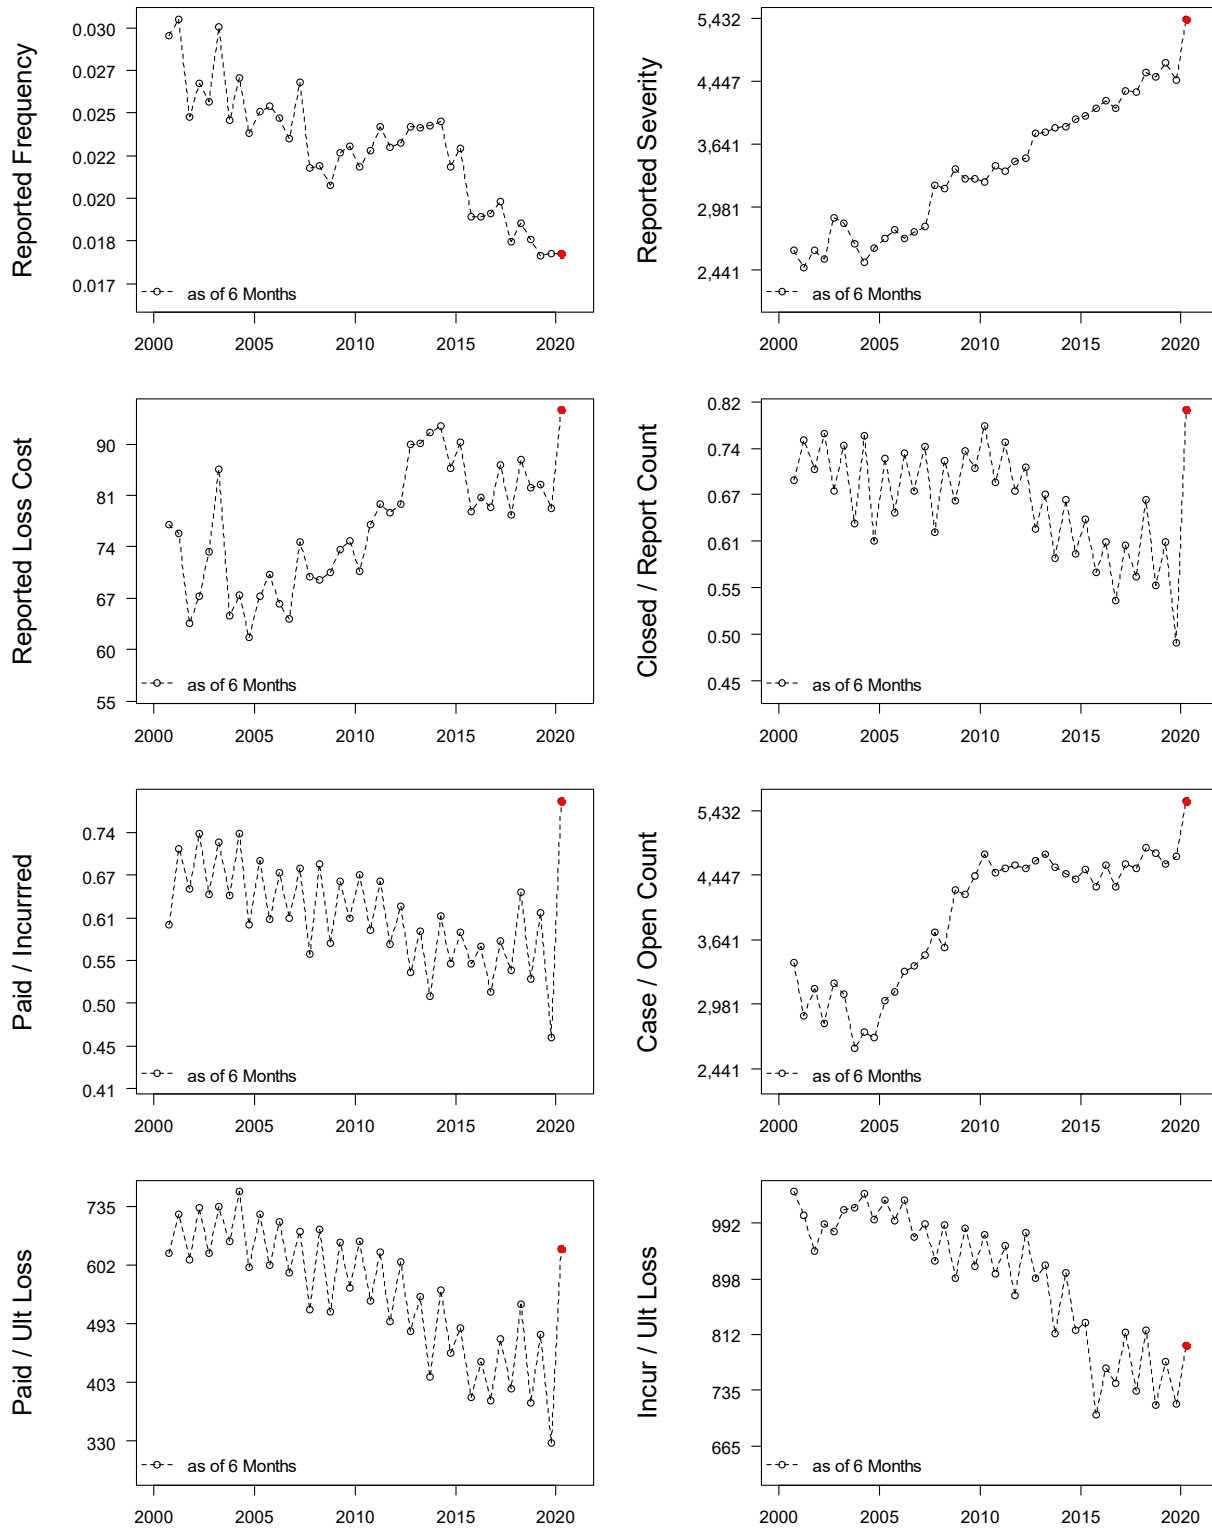 Reported Frequency
0.030
0.027
0.025
0.022
0.020
0.018
0.017
as of 6 Months
2000 2005 2010 2015 2020
Reported Severity
5,432
4,447
3,641
2,981
2,441
as of 6 Months
2000 2005 2010 2015 2020
Reported Loss Cost
90
81
74
67
60
55
as of 6 Months
2000 2005 2010 2015 2020
Closed / Report Count
0.82
0.74
0.67
0.61
0.55
0.50
0.45
as of 6 Months
2000 2005 2010 2015 2020
Paid / Incurrred
0.74
0.67
0.61
0.55
0.50
0.45
0.41
as of 6 Months
2000 2005 2010 2015 2020
Case / Open Count
5,432
4,447
3,641
2,981
2,441
as of 6 Months
2000 2005 2010 2015 2020
Paid / Ult Loss
735
602
493
403
330
as of 6 Months
2000 2005 2010 2015 2020
Incur / Ult Loss
992
898
812
735
665
as of 6 Months
2000 2005 2010 2015 2020